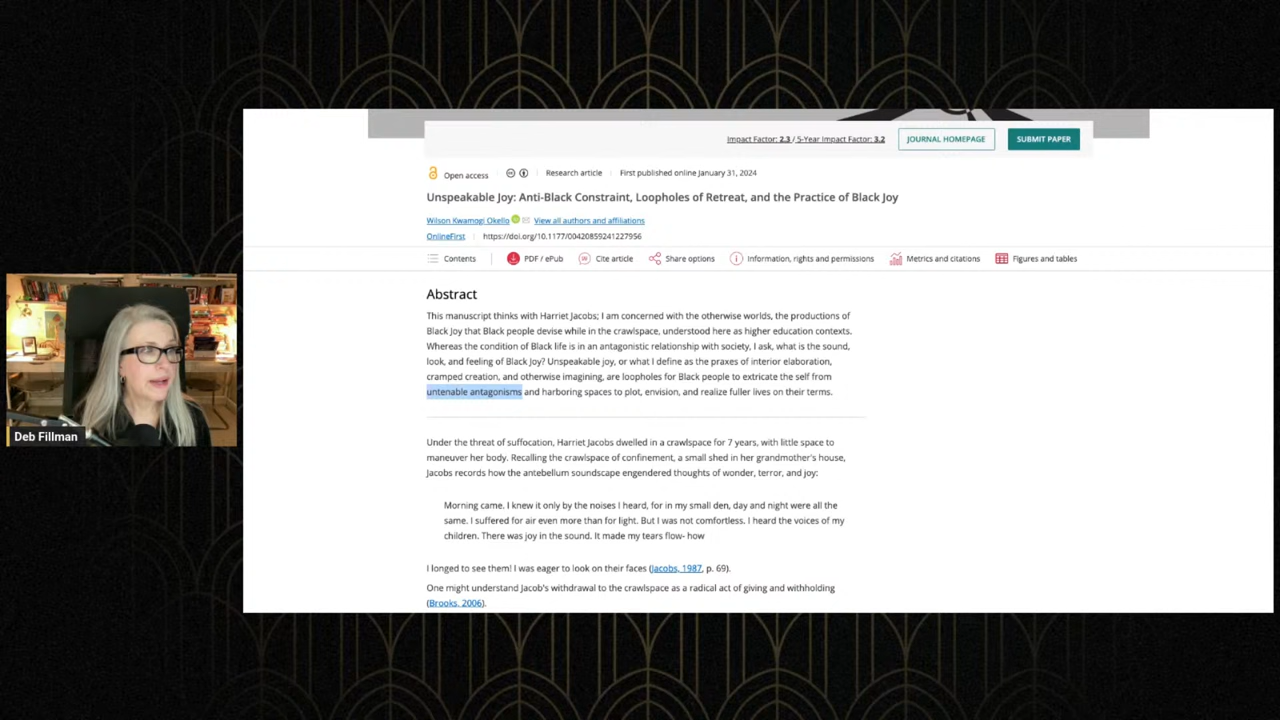 Impact Factor: 2.3 / 5-Year Impact Factor: 3.2
JOURNAL HOMEPAGE
SUBMIT PAPER
Open access
Research article
First published online January 31, 2024
Unspeakable Joy: Anti-Black Constraint, Loopholes of Retreat, and the Practice of Black Joy
Wilson Kwamogi Okello
View all authors and affiliations
OnlineFirst
https://doi.org/10.1177/00420859241227956
Contents
PDF / ePub
Cite article
Share options
Information, rights and permissions
Metrics and citations
Figures and tables
Abstract
This manuscript thinks with Harriet Jacobs; I am concerned with the otherwise worlds, the productions of
Black Joy that Black people devise while in the crawlspace, understood here as higher education contexts.
Whereas the condition of Black life is in an antagonistic relationship with society, I ask, what is the sound,
look, and feeling of Black Joy? Unspeakable joy, or what I define as the praxes of interior elaboration,
cramped creation, and otherwise imagining, are loopholes for Black people to extricate the self from
untenable antagonisms and harboring spaces to plot, envision, and realize fuller lives on their terms.
Under the threat of suffocation, Harriet Jacobs dwelled in a crawlspace for 7 years, with little space to
maneuver her body. Recalling the crawlspace of confinement, a small shed in her grandmother's house,
Jacobs records how the antebellum soundscape engendered thoughts of wonder, terror, and joy:
Morning came. I knew it only by the noises I heard, for in my small den, day and night were all the
same. I suffered for air even more than for light. But I was not comfortless. I heard the voices of my
children. There was joy in the sound. It made my tears flow- how
I longed to see them! I was eager to look on their faces (Jacobs, 1987, p. 69).
One might understand Jacob's withdrawal to the crawlspace as a radical act of giving and withholding
(Brooks, 2006).
Deb Fillman